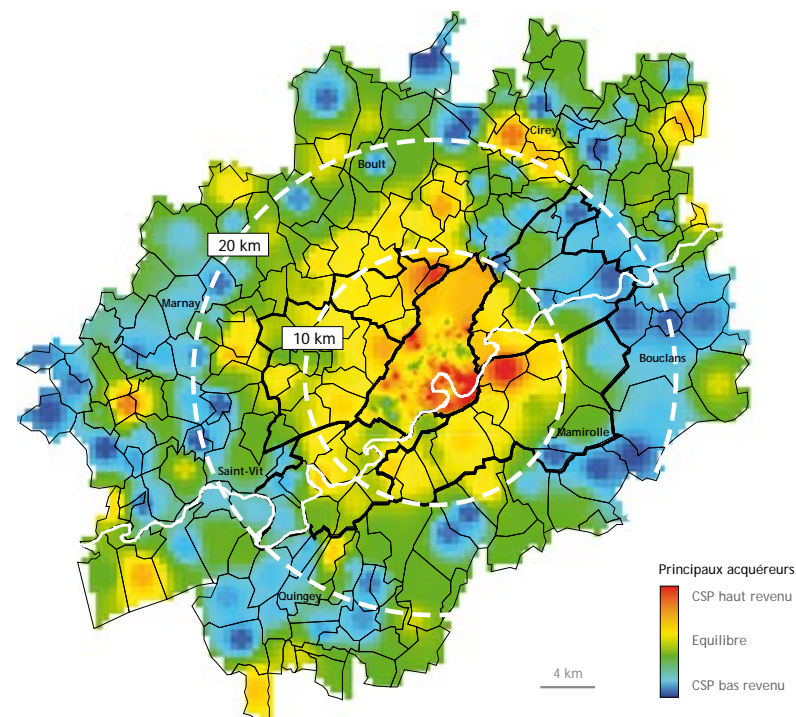 Cirey
Boult
20 km
Marnay
10 km
Bouclans
Mamirolle
Saint-Vit
Quingey
Principaux acquéreurs
CSP haut revenu
Equilibre
CSP bas revenu
4 km